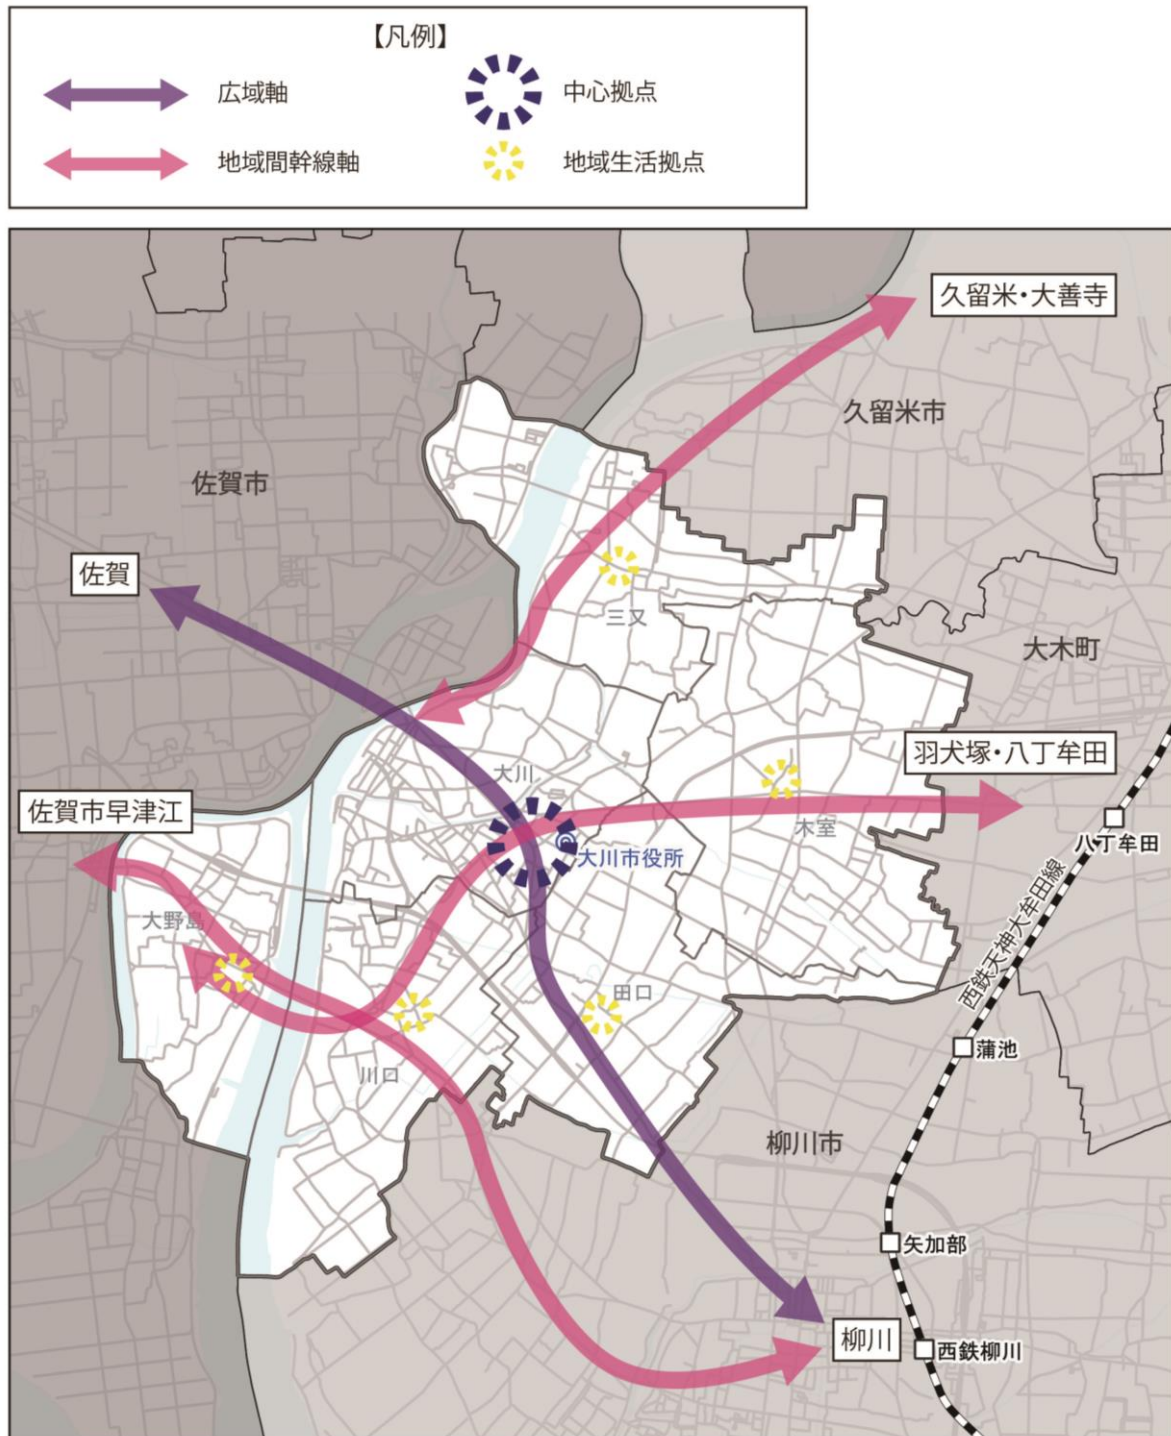 【凡例】
広域軸
中心拠点
地域間幹線軸
地域生活拠点
久留米・大善寺
久留米市
佐賀市
佐賀
三又
大木町
羽犬塚・八丁牟田
大川
佐賀市早津江
木室
大川市役所
八丁牟田
西鉄天神大牟田線
大野島
田口
川口
蒲池
柳川市
矢加部
柳川
西鉄柳川